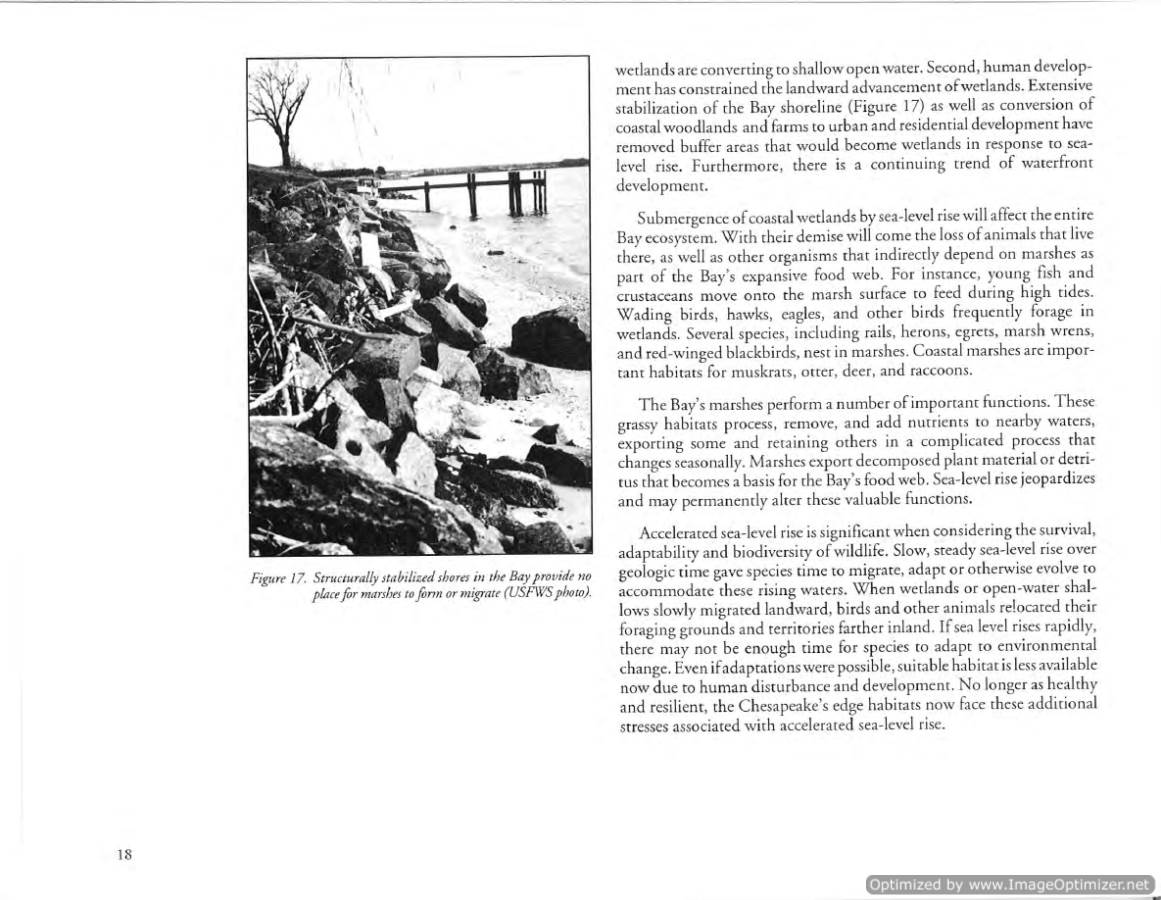 wetlands are converting to shallow open water. Second, human develop-
ment has constrained the landward advancement of wetlands. Extensive
stabilization of the Bay shoreline (Figure 17) as well as conversion of
coastal woodlands and farms to urban and residential development have
removed buffer areas that would become wetlands in response to sea-
level rise. Furthermore, there is a continuing trend of waterfront
development.
Submergence of coastal wetlands by sea-level rise will affect the entire
Bay ecosystem. With their demise will come the loss of animals that live
there, as well as other organisms that indirectly depend on marshes as
part of the Bay's expansive food web. For instance, young fish and
crustaceans move onto the marsh surface to feed during high tides.
Wading birds, hawks, eagles, and other birds frequently forage in
wetlands. Several species, including rails, herons, egrets, marsh wrens,
and red-winged blackbirds, nest in marshes. Coastal marshes are impor-
tant habitats for muskrats, otter, deer, and raccoons.
The Bay's marshes perform a number of important functions. These
grassy habitats process, remove, and add nutrients to nearby waters,
exporting some and retaining others in a complicated process that
changes seasonally. Marshes export decomposed plant material or detri-
tus that becomes a basis for the Bay's food web. Sea-level rise jeopardizes
and may permanently alter these valuable functions.
Accelerated sea-level rise is significant when considering the survival,
adaptability and biodiversity of wildlife. Slow, steady sea-level rise over
geologic time gave species time to migrate, adapt or otherwise evolve to
accommodate these rising waters. When wetlands or open-water shal-
lows slowly migrated landward, birds and other animals relocated their
foraging grounds and territories farther inland. If sea level rises rapidly,
there may not be enough time for species to adapt to environmental
change. Even if adaptations were possible, suitable habitat is less available
now due to human disturbance and development. No longer as healthy
and resilient, the Chesapeake's edge habitats now face these additional
stresses associated with accelerated sea-level rise.
Figure 17. Structurally stabilized shores in the Bay provide no
place for marshes to form or migrate (USFWS photo).
18
Optimized by www.ImageOptimizer.net